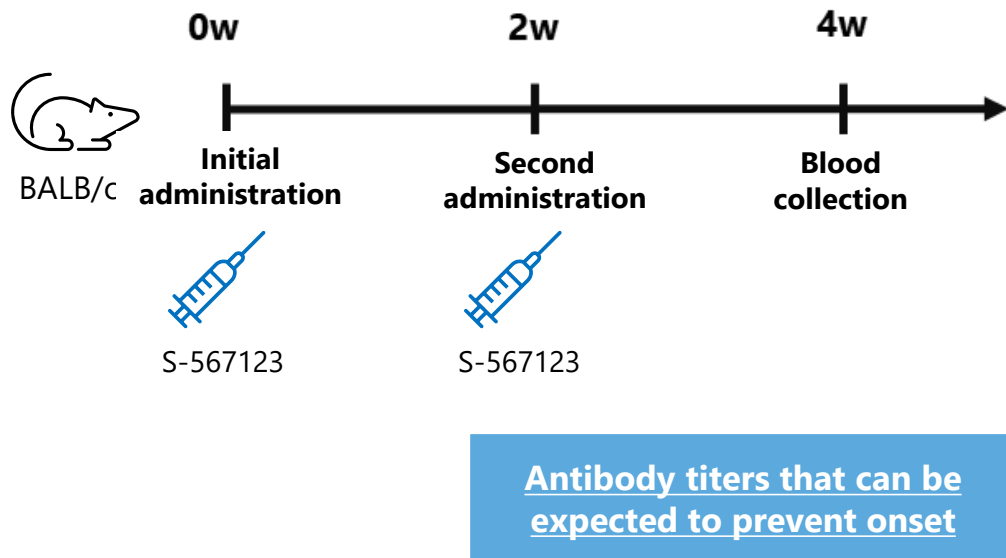 0w
2w
4w
BALB/c
Initial
administration
Second
administration
Blood
collection
S-567123
S-567123
Antibody titers that can be
expected to prevent onset